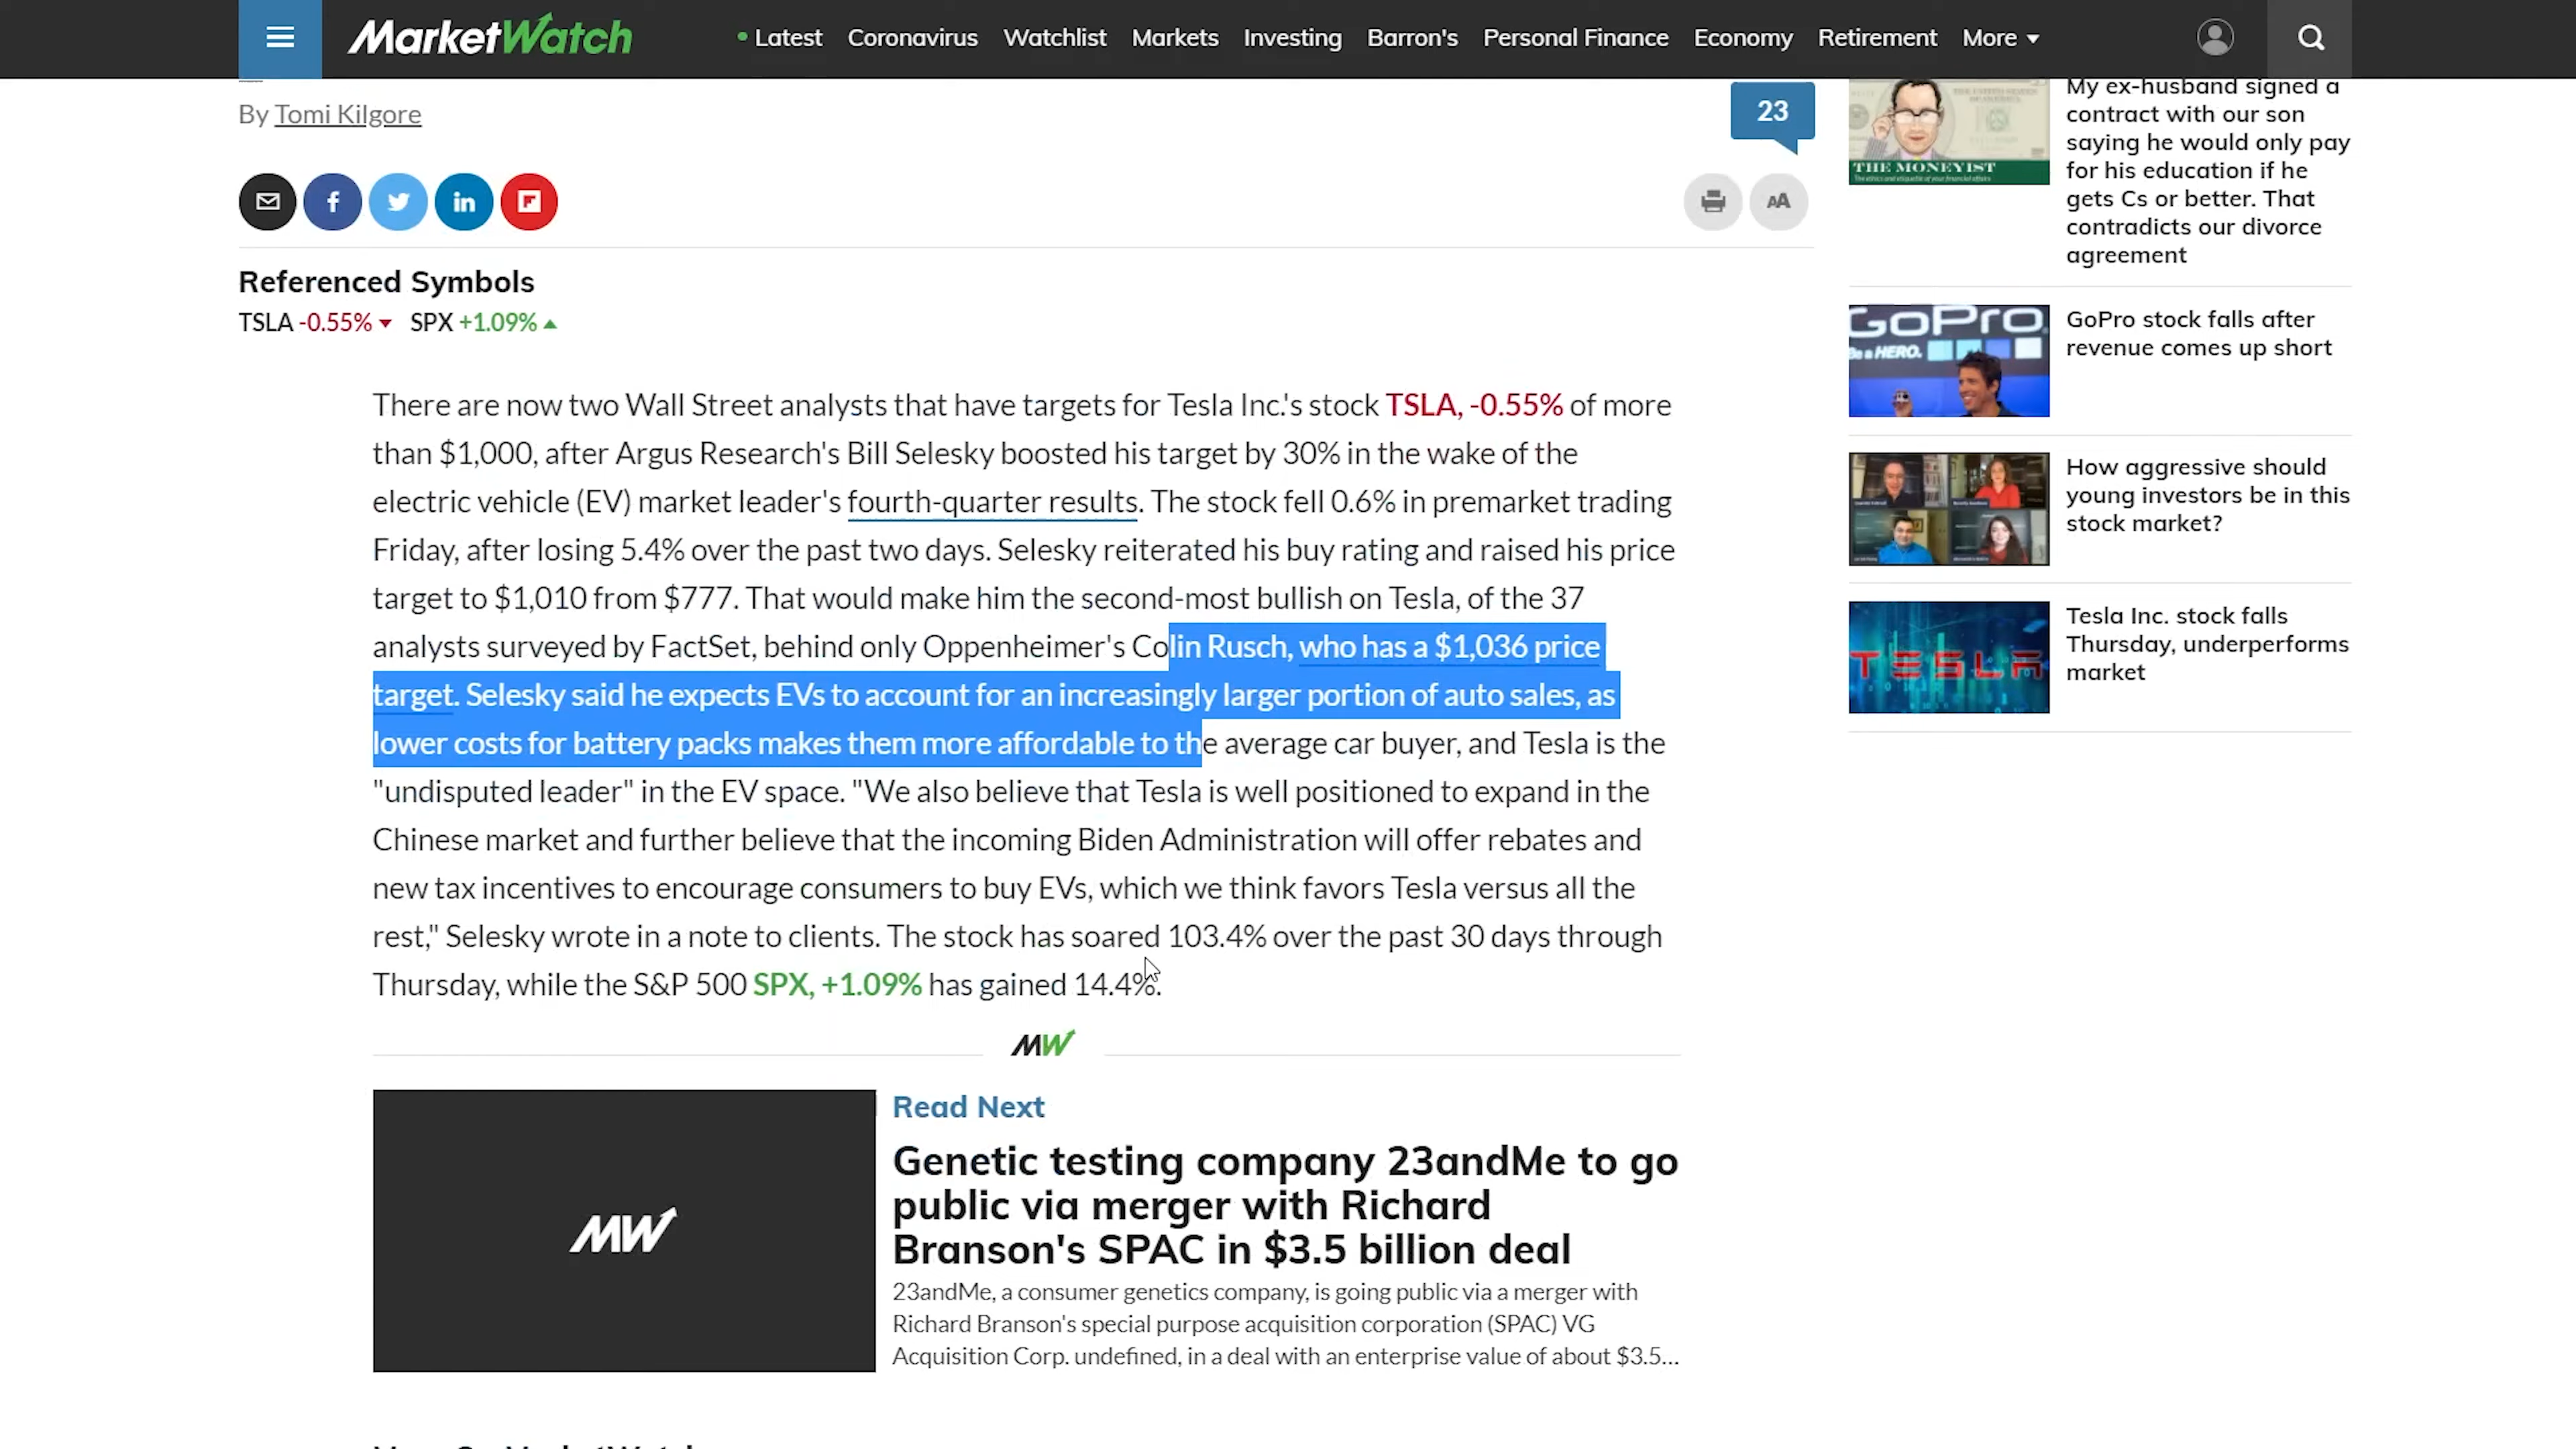 MarketWatch
Latest Coronavirus Watchlist Markets Investing Barron's Personal Finance Economy Retirement More
By Tomi Kilgore
23
AA
Referenced Symbols
TSLA -0.55% SPX +1.09%
There are now two Wall Street analysts that have targets for Tesla Inc.'s stock TSLA, -0.55% of more
than $1,000, after Argus Research's Bill Selesky boosted his target by 30% in the wake of the
electric vehicle (EV) market leader's fourth-quarter results. The stock fell 0.6% in premarket trading
Friday, after losing 5.4% over the past two days. Selesky reiterated his buy rating and raised his price
target to $1,010 from $777. That would make him the second-most bullish on Tesla, of the 37
analysts surveyed by FactSet, behind only Oppenheimer's Colin Rusch, who has a $1,036 price
target. Selesky said he expects EVs to account for an increasingly larger portion of auto sales, as
lower costs for battery packs makes them more affordable to the average car buyer, and Tesla is the
"undisputed leader" in the EV space. "We also believe that Tesla is well positioned to expand in the
Chinese market and further believe that the incoming Biden Administration will offer rebates and
new tax incentives to encourage consumers to buy EVs, which we think favors Tesla versus all the
rest," Selesky wrote in a note to clients. The stock has soared 103.4% over the past 30 days through
Thursday, while the S&P 500 SPX, +1.09% has gained 14.4%.
MW
MW
Read Next
Genetic testing company 23andMe to go
public via merger with Richard
Branson's SPAC in $3.5 billion deal
23andMe, a consumer genetics company, is going public via a merger with
Richard Branson's special purpose acquisition corporation (SPAC) VG
Acquisition Corp. undefined, in a deal with an enterprise value of about $3.5...
THE MONEYIST
My ex-husband signed a
contract with our son
saying he would only pay
for his education if he
gets Cs or better. That
contradicts our divorce
agreement
GoPro
Be a HERO.
GoPro stock falls after
revenue comes up short
How aggressive should
young investors be in this
stock market?
TESLA
Tesla Inc. stock falls
Thursday, underperforms
market